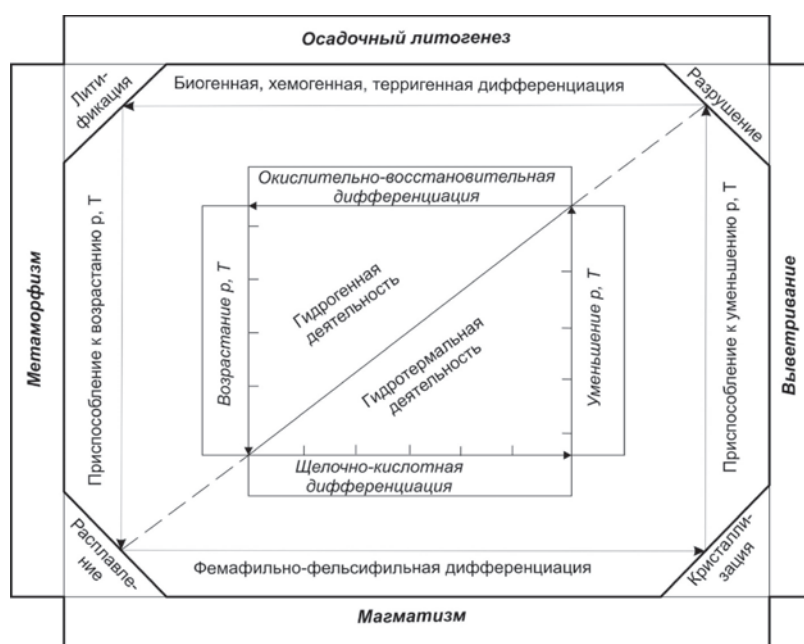 Осадочный литогенез
Биогенная, хемогенная, терригенная дифференциация
Лити-
фикация
Разрушение
Метаморфизм
Приспособление к возрастанию p, T
Окислительно-восстановительная
дифференциация
Возрастание p, T
Гидрогенная
деятельность
Гидротермальная
деятельность
Уменьшение p, T
Приспособление к уменьшению p, T
Выветривание
Щелочно-кислотная
дифференциация
Расплавле-
ние
Фемафильно-фельсифильная дифференциация
Кристалли-
зация
Магматизм